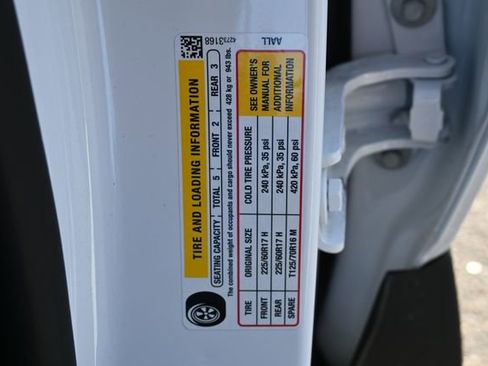 42733168
AALL
TIRE AND LOADING INFORMATION
SEATING CAPACITY TOTAL 5 FRONT 2 REAR 3
The combined weight of occupants and cargo should never exceed 428 kg or 943 lbs.
TIRE ORIGINAL SIZE COLD TIRE PRESSURE
FRONT 225/60R17 H 240 kPa, 35 psi
REAR 225/60R17 H 240 kPa, 35 psi
SPARE T125/70R16 M 420 kPa, 60 psi
SEE OWNER'S
MANUAL FOR
ADDITIONAL
INFORMATION